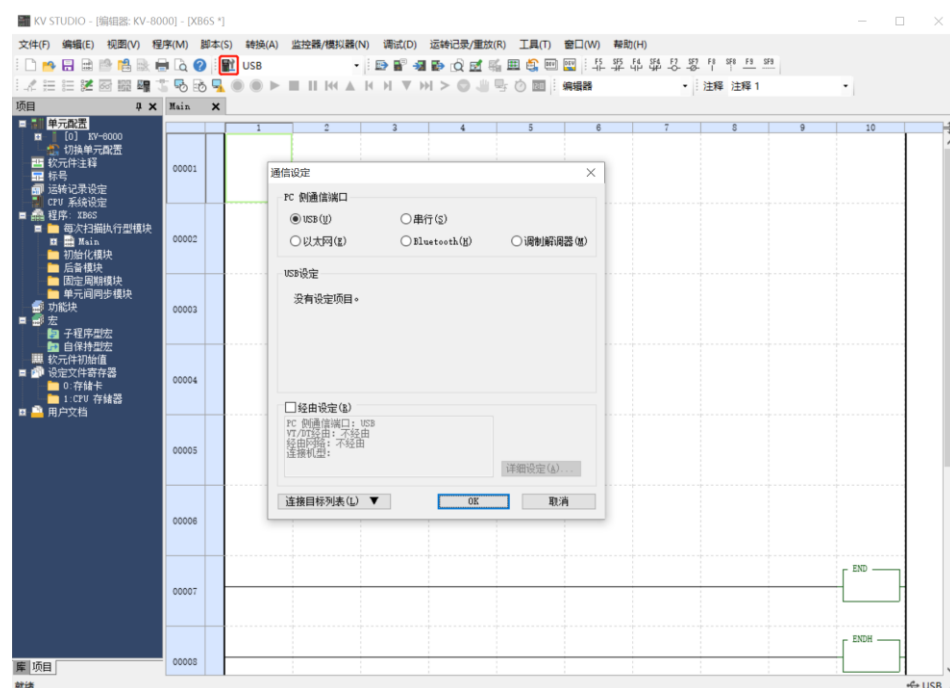 KV STUDIO - [编辑器: KV-8000] - [XB6S *]
文件(F) 编辑(E) 视图(V) 程序(M) 脚本(S) 转换(A) 监控器/模拟器(N) 调试(D) 运转记录/重放(R) 工具(T) 窗口(W) 帮助(H)
USB
F5 SF5 F4 SF4 F2 SF7 F8 SF8 F9 SF9
编辑器 注释 注释 1
项目
Main
单元配置
[0] KV-8000
切换单元配置
软元件注释
标号
运转记录设定
CPU 系统设定
程序: XB6S
每次扫描执行型模块
Main
初始化模块
后备模块
固定周期模块
单元间同步模块
功能块
宏
子程序型宏
自保持型宏
软元件初始值
设定文件寄存器
0:存储卡
1:CPU 存储器
用户文档
库 项目
1 2 3 4 5 6 7 8 9 10
00001
00002
00003
00004
00005
00006
00007
00008
END
ENDH
通信设定
PC 侧通信端口
USB(U) 串行(S)
以太网(E) Bluetooth(H) 调制解调器(M)
USB设定
没有设定项目。
经由设定(R)
PC 侧通信端口: USB
VT/DT经由: 不经由
经由网络: 不经由
连接机型:
详细设定(A)...
连接目标列表(L) ▼ OK 取消
就绪 USB